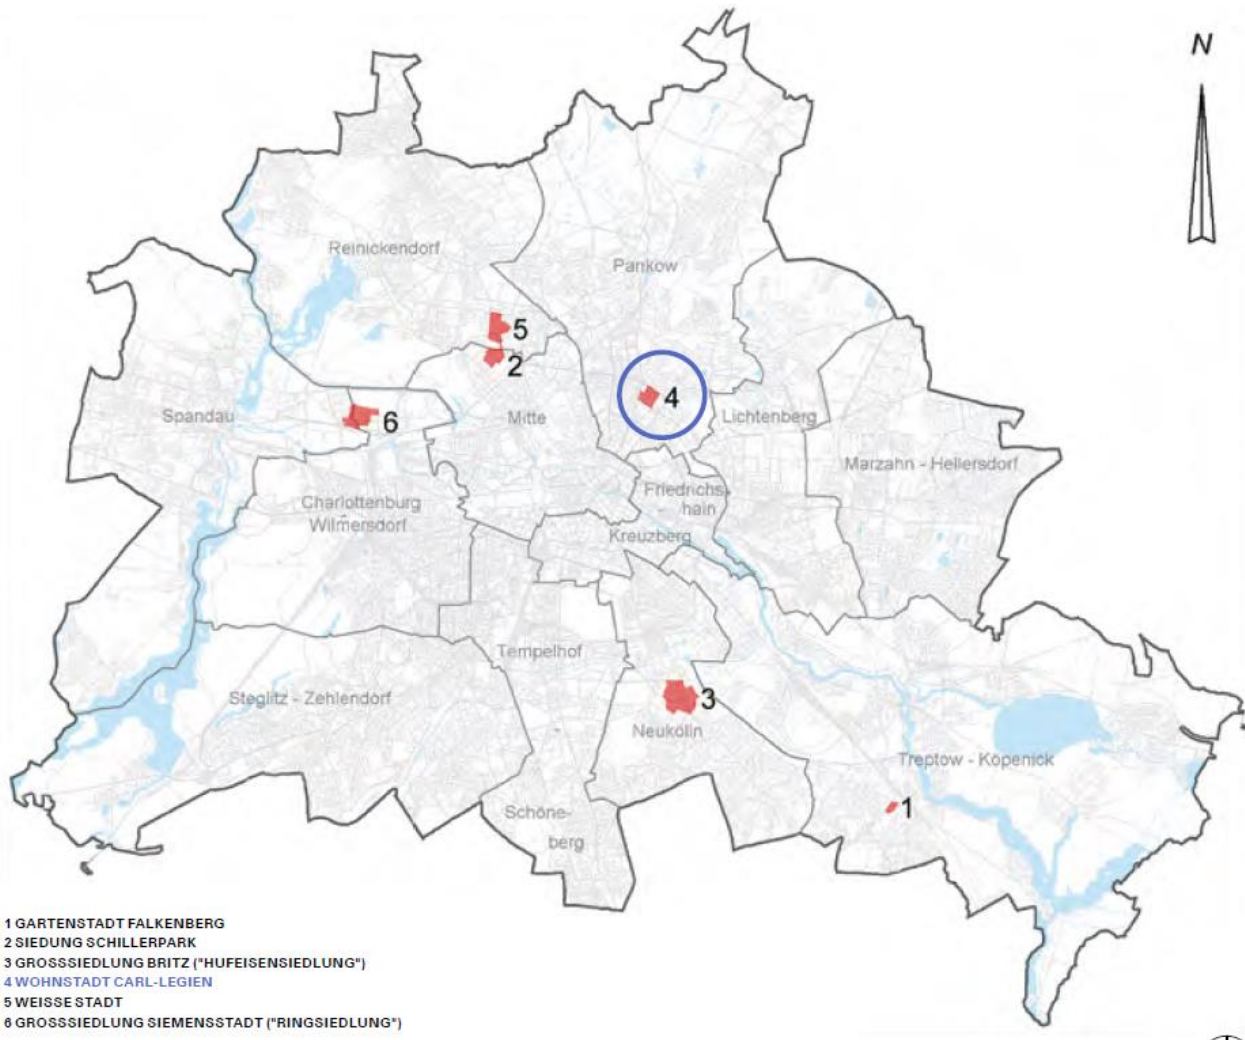 N
Reinickendorf
Pankow
5
2
4
Spandau
6
Mitte
Lichtenberg
Marzahn - Hellersdorf
Charlottenburg
Wilmersdorf
Friedrichs
hain
Kreuzberg
Tempelhof
Steglitz - Zehlendorf
3
Neukölln
Treptow - Köpenick
1
Schöne-
berg
1 GARTENSTADT FALKENBERG
2 SIEDUNG SCHILLERPARK
3 GROSSSIEDLUNG BRITZ ("HUFEISENSIEDLUNG")
4 WOHNSTADT CARL-LEGIEN
5 WEISSE STADT
6 GROSSSIEDLUNG SIEMENSSTADT ("RINGSIEDLUNG")